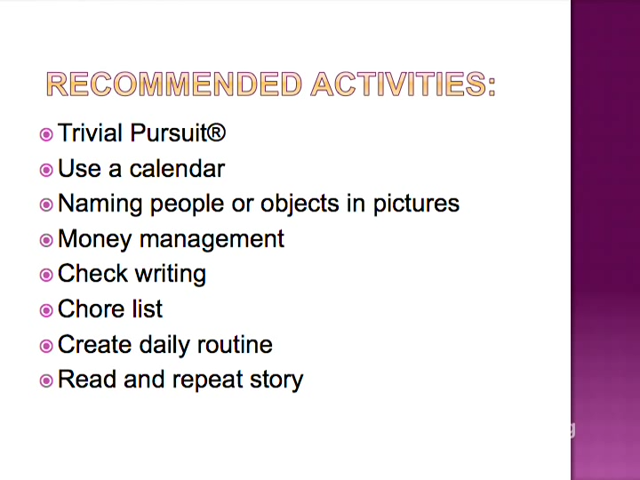 RECOMMENDED ACTIVITIES:
Trivial Pursuit®
Use a calendar
Naming people or objects in pictures
Money management
Check writing
Chore list
Create daily routine
Read and repeat story